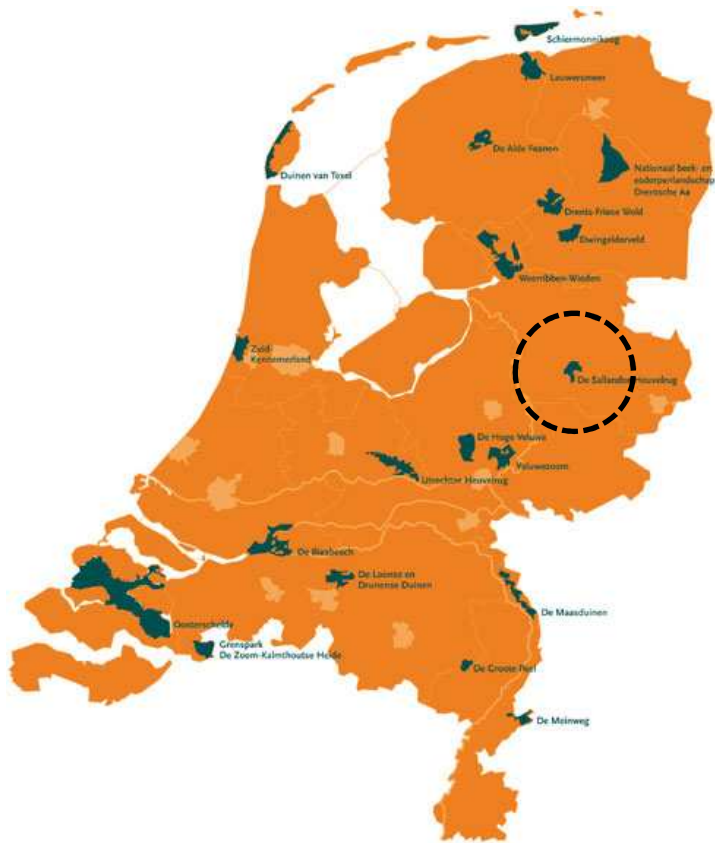 Schiermonnikoog
Lauwersmeer
De Alde Feanen
Nationaal beek- en
esdorpenlandschap
Drentsche Aa
Duinen van Texel
Drents-Friese Wold
Dwingelderveld
Weerribben-Wieden
Zuid-
Kennemerland
De Sallandse Heuvelrug
De Hoge Veluwe
Veluwezoom
Utrechtse Heuvelrug
De Biesbosch
De Loonse en
Drunense Duinen
De Maasduinen
Oosterschelde
Grenspark
De Zoom-Kalmthoutse Heide
De Groote Peel
De Meinweg